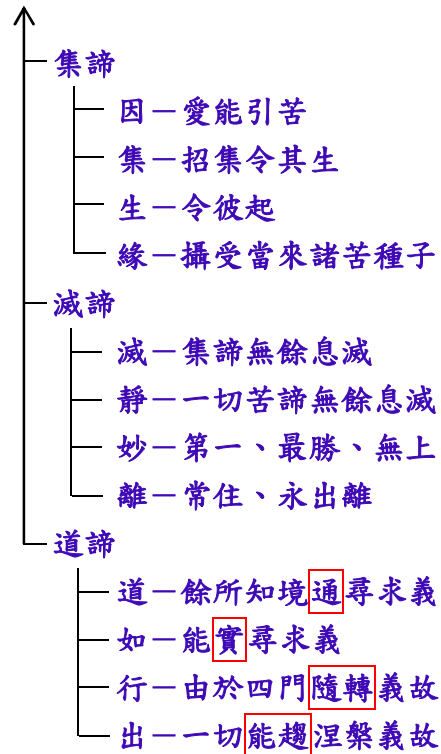 集諦
因－愛能引苦
集－招集令其生
生－令彼起
緣－攝受當來諸苦種子
滅諦
滅－集諦無餘息滅
靜－一切苦諦無餘息滅
妙－第一、最勝、無上
離－常住、永出離
道諦
道－餘所知境通尋求義
如－能實尋求義
行－由於四門隨轉義故
出－一切能趨涅槃義故